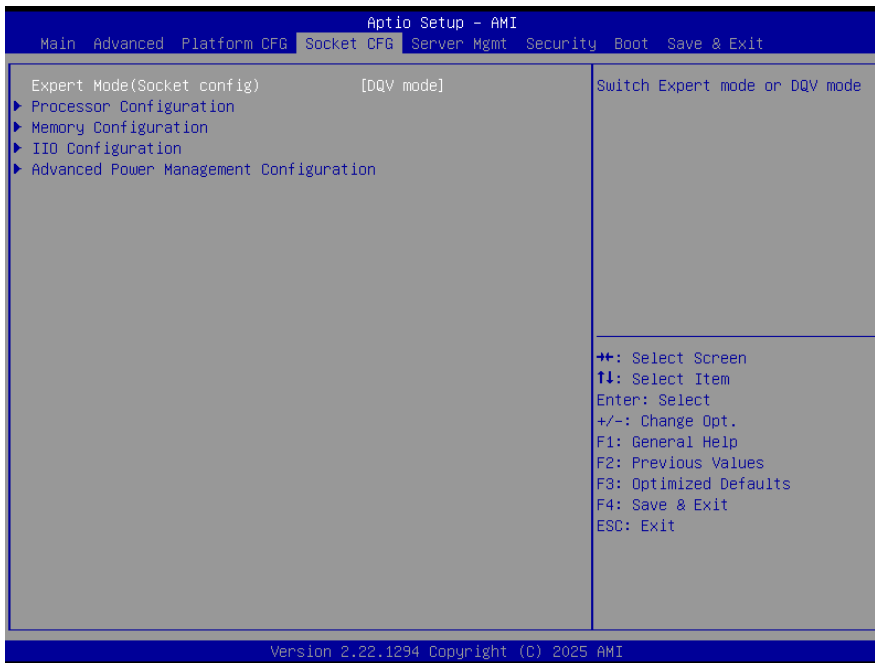 Aptio Setup – AMI
Main Advanced Platform CFG Socket CFG Server Mgmt Security Boot Save & Exit
Expert Mode(Socket config) [DQV mode]
Processor Configuration
Memory Configuration
IIO Configuration
Advanced Power Management Configuration
Switch Expert mode or DQV mode
→←: Select Screen
↑↓: Select Item
Enter: Select
+/-: Change Opt.
F1: General Help
F2: Previous Values
F3: Optimized Defaults
F4: Save & Exit
ESC: Exit
Version 2.22.1294 Copyright (C) 2025 AMI